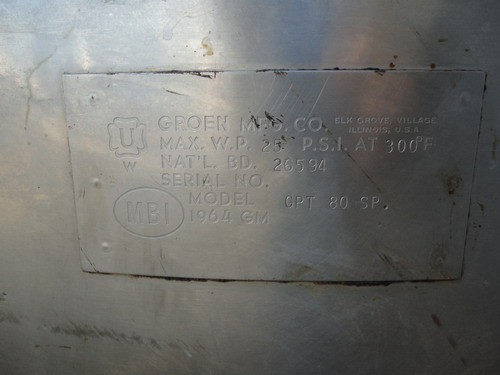 GROEN MFG. CO. ELK GROVE VILLAGE
ILLINOIS, U.S.A.
U
W
MAX. W.P. 25 P.S.I. AT 300°F
NAT'L. BD. 26594
SERIAL NO.
MODEL GPT 80 SP.
MBI
1964 GM